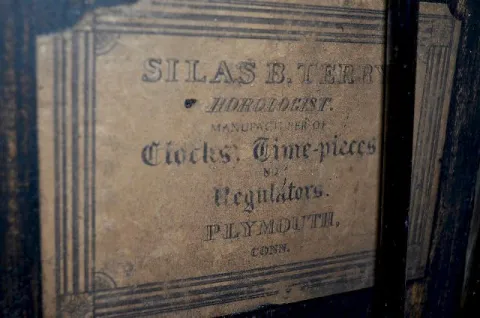 SILAS B. TERRY
HOROLOGIST.
MANUFACTURER OF
Clocks, Time-pieces
&
Regulators.
PLYMOUTH,
CONN.